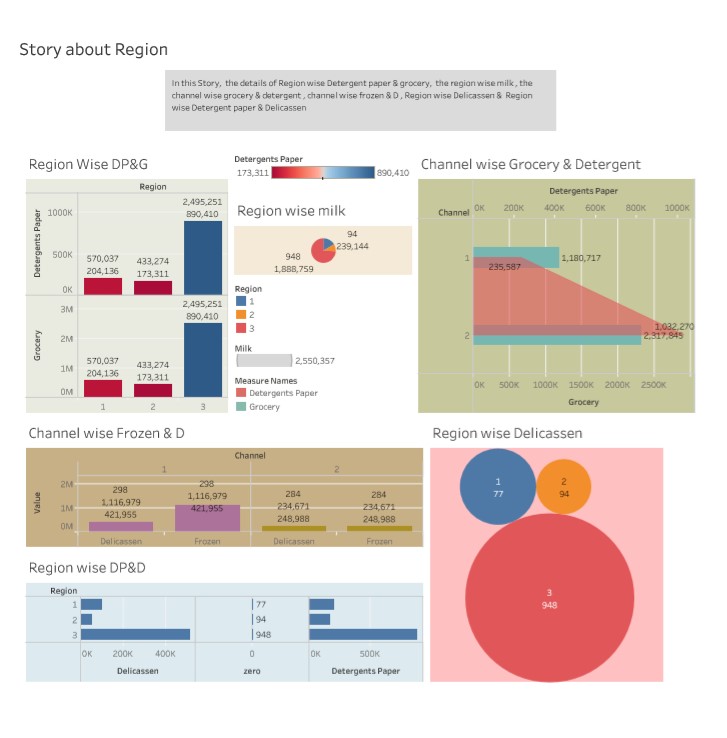 Story about Region
In this Story, the details of Region wise Detergent paper & grocery, the region wise milk , the
channel wise grocery & detergent , channel wise frozen & D , Region wise Delicassen & Region
wise Detergent paper & Delicassen
Region Wise DP&G
Region
Detergents Paper
1000K
500K
0K
570,037
204,136
433,274
173,311
2,495,251
890,410
Grocery
3M
2M
1M
0M
570,037
204,136
433,274
173,311
2,495,251
890,410
1
2
3
Detergents Paper
173,311
890,410
Region wise milk
94
239,144
948
1,888,759
Region
1
2
3
Milk
2,550,357
Measure Names
Detergents Paper
Grocery
Channel wise Grocery & Detergent
Detergents Paper
Channel
0K
200K
400K
600K
800K
1000K
1
235,587
1,180,717
2
1,032,270
2,317,845
0K
500K
1000K
1500K
2000K
2500K
Grocery
Channel wise Frozen & D
Channel
1
2
Value
2M
1M
0M
298
1,116,979
421,955
298
1,116,979
421,955
284
234,671
248,988
284
234,671
248,988
Delicassen
Frozen
Delicassen
Frozen
Region wise DP&D
Region
1
77
2
94
3
948
0K
200K
400K
0
0K
500K
Delicassen
zero
Detergents Paper
Region wise Delicassen
1
77
2
94
3
948